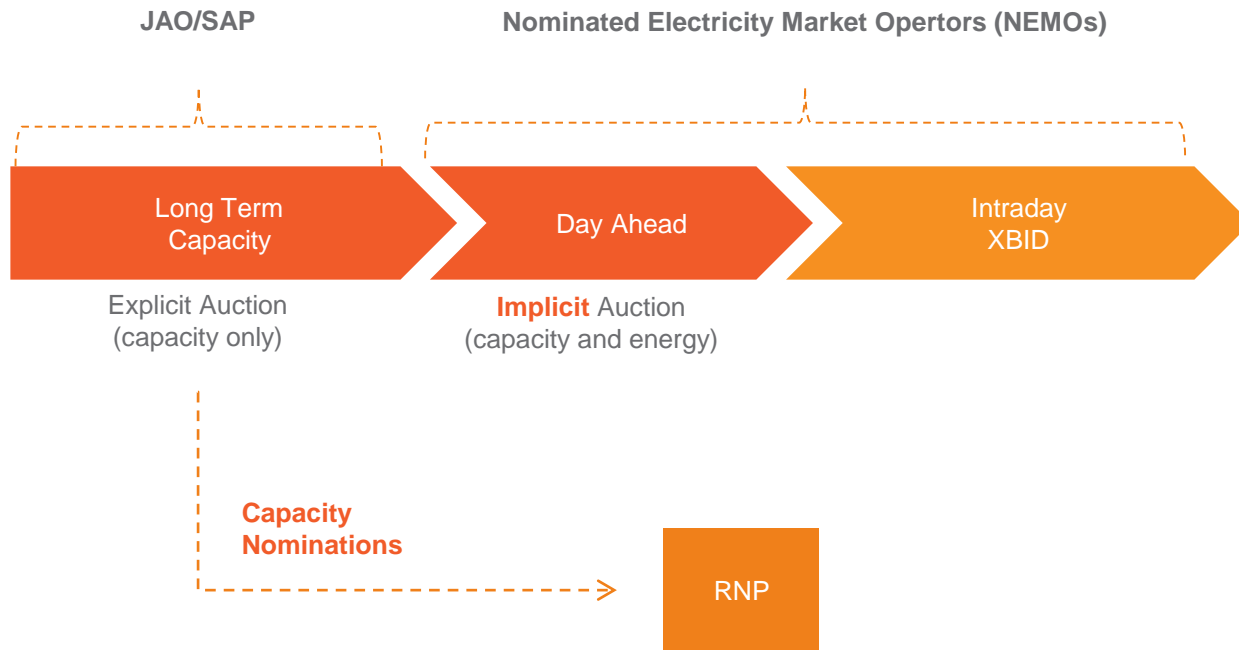 JAO/SAP
Nominated Electricity Market Opertors (NEMOs)
Long Term
Capacity
Day Ahead
Intraday
XBID
Explicit Auction
(capacity only)
Implicit Auction
(capacity and energy)
Capacity
Nominations
RNP